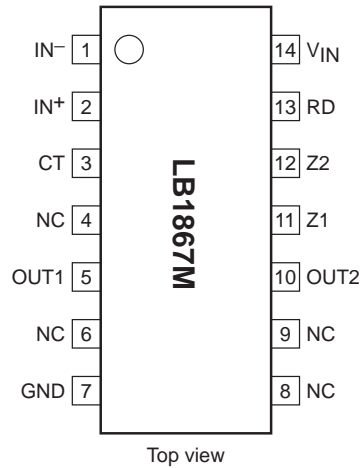 IN– 1 14 VIN
IN+ 2 13 RD
CT 3 12 Z2
NC 4 11 Z1
OUT1 5 10 OUT2
NC 6 9 NC
GND 7 8 NC
LB1867M
Top view